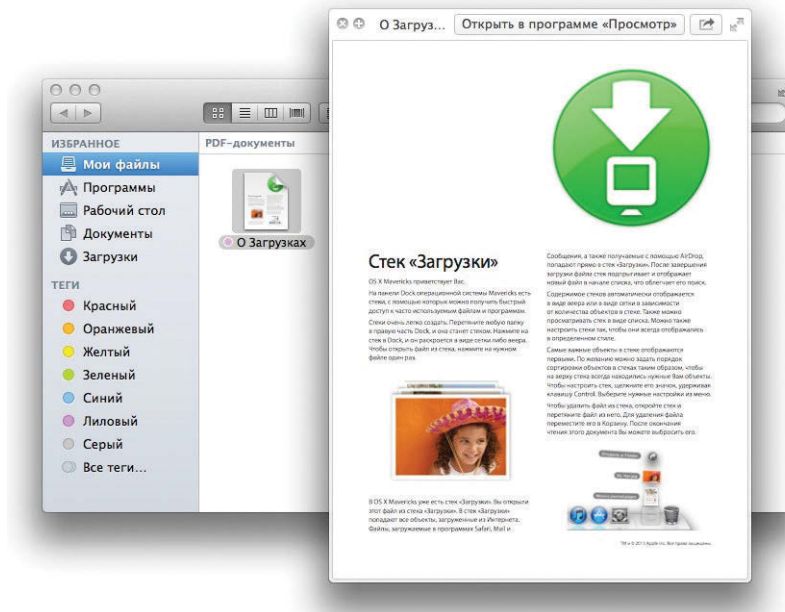 О Загруз...
Открыть в программе «Просмотр»
ИЗБРАННОЕ
Мои файлы
Программы
Рабочий стол
Документы
Загрузки
ТЕГИ
Красный
Оранжевый
Желтый
Зеленый
Синий
Лиловый
Серый
Все теги...
PDF-документы
О Загрузках
Стек «Загрузки»
OS X Mavericks приветствует Вас.
На панели Dock операционной системы Mavericks есть
стеки, с помощью которых можно получить быстрый
доступ к часто используемым файлам и программам.
Стеки очень легко создать. Перетяните любую папку
в правую часть Dock, и она станет стеком. Нажмите на
стек в Dock, и он раскроется в виде сетки либо веера.
Чтобы открыть файл из стека, нажмите на нужном
файле один раз.
В OS X Mavericks уже есть стек «Загрузки». Вы открыли
этот файл из стека «Загрузки». В стек «Загрузки»
попадают все объекты, загруженные из Интернета.
Файлы, загружаемые в программах Safari, Mail и
Сообщения, а также получаемые с помощью AirDrop,
попадают прямо в стек «Загрузки». После завершения
загрузки файла стек подпрыгивает и отображает
новый файл в начале списка, что облегчает его поиск.
Содержимое стеков автоматически отображается
в виде веера или в виде сетки в зависимости
от количества объектов в стеке. Также можно
просматривать стек в виде списка. Можно также
настроить стеки так, чтобы они всегда отображались
в определенном стиле.
Самые важные объекты в стеке отображаются
первыми. По желанию можно задать порядок
сортировки объектов в стеках таким образом, чтобы
на верху стека всегда находились нужные Вам объекты.
Чтобы настроить стек, щелкните его значок, удерживая
клавишу Control. Выберите нужные настройки из меню.
Чтобы удалить файл из стека, откройте стек и
перетяните файл из него. Для удаления файла
переместите его в Корзину. После окончания
чтения этого документа Вы можете выбросить его.
TM и © 2013 Apple Inc. Все права защищены.